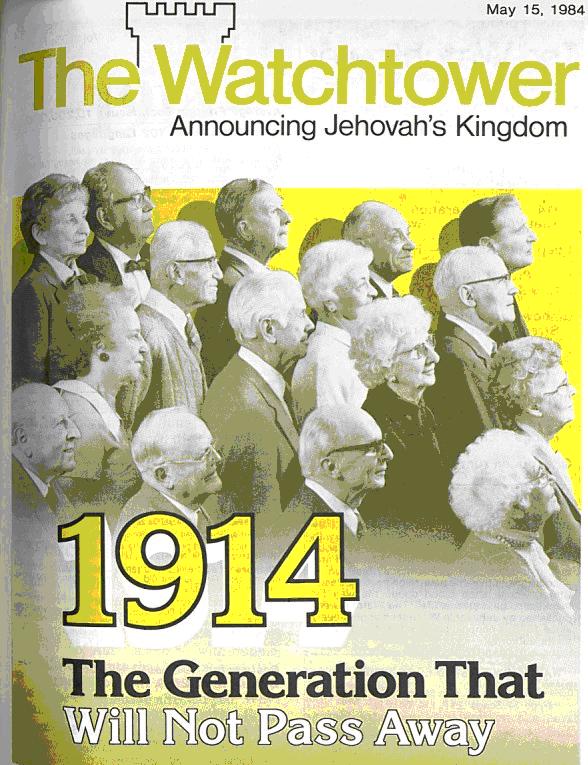 May 15, 1984
The Watchtower
Announcing Jehovah's Kingdom
1914
The Generation That
Will Not Pass Away